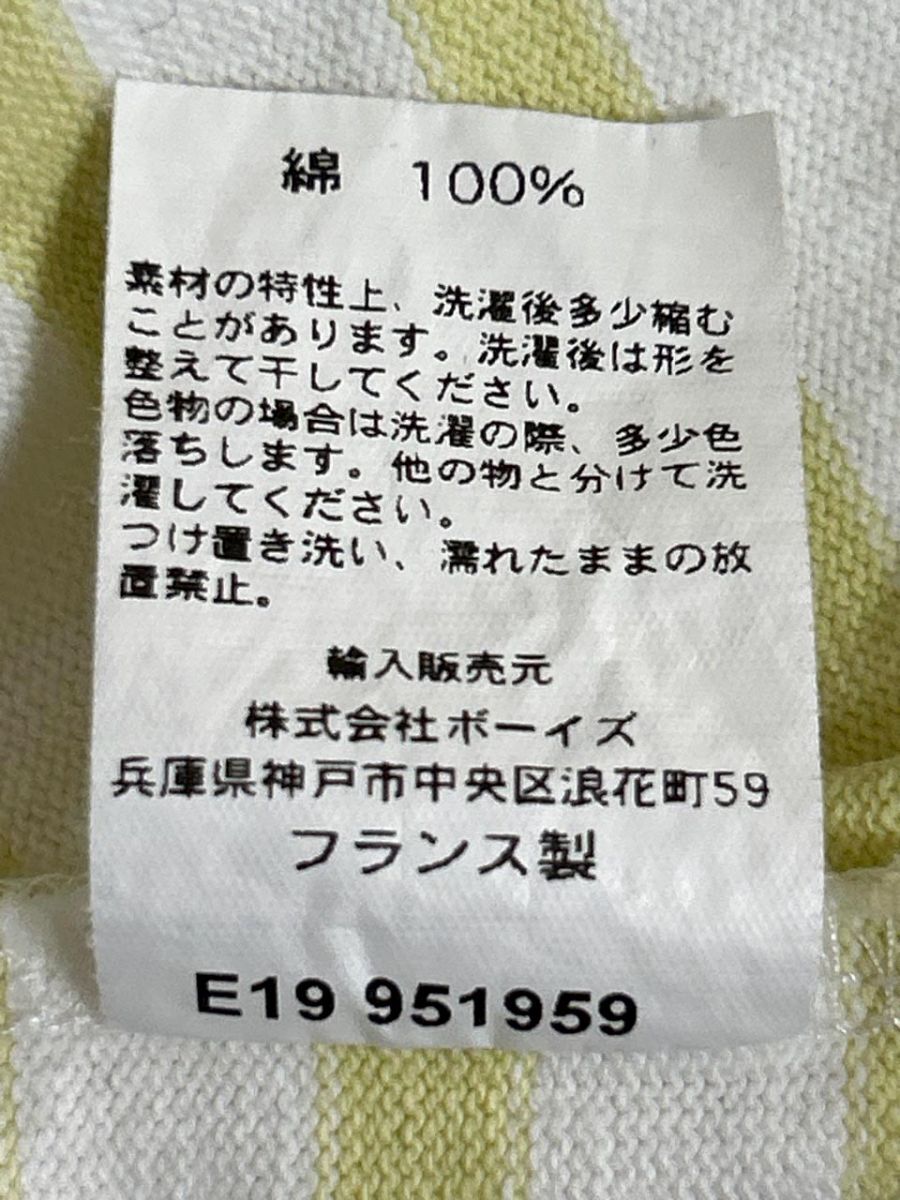 綿 100%
素材の特性上、洗濯後多少縮む
ことがあります。洗濯後は形を
整えて干してください。
色物の場合は洗濯の際、多少色
落ちします。他の物と分けて洗
濯してください。
つけ置き洗い、濡れたままの放
置禁止。
輸入販売元
株式会社ボーイズ
兵庫県神戸市中央区浪花町59
フランス製
E19 951959